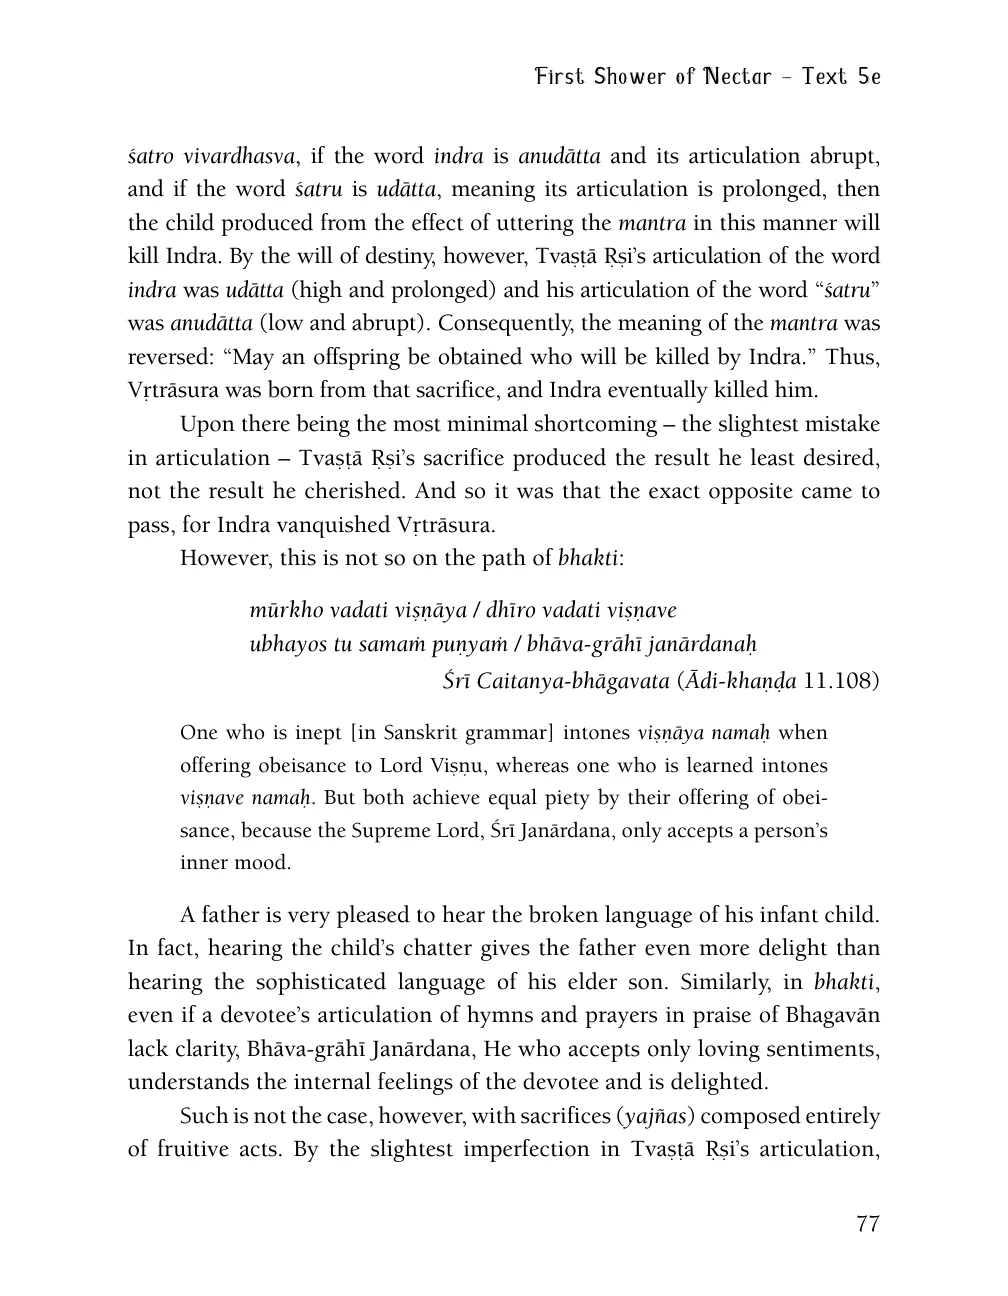 First Shower of Nectar – Text 5e
śatro vivardhasva, if the word indra is anudātta and its articulation abrupt,
and if the word śatru is udātta, meaning its articulation is prolonged, then
the child produced from the effect of uttering the mantra in this manner will
kill Indra. By the will of destiny, however, Tvaṣṭā Ṛṣi’s articulation of the word
indra was udātta (high and prolonged) and his articulation of the word “śatru”
was anudātta (low and abrupt). Consequently, the meaning of the mantra was
reversed: “May an offspring be obtained who will be killed by Indra.” Thus,
Vṛtrāsura was born from that sacrifice, and Indra eventually killed him.
Upon there being the most minimal shortcoming – the slightest mistake
in articulation – Tvaṣṭā Ṛṣi’s sacrifice produced the result he least desired,
not the result he cherished. And so it was that the exact opposite came to
pass, for Indra vanquished Vṛtrāsura.
However, this is not so on the path of bhakti:
mūrkho vadati viṣṇāya / dhīro vadati viṣṇave
ubhayos tu samaṁ puṇyaṁ / bhāva-grāhī janārdanaḥ
Śrī Caitanya-bhāgavata (Ādi-khaṇḍa 11.108)
One who is inept [in Sanskrit grammar] intones viṣṇāya namaḥ when
offering obeisance to Lord Viṣṇu, whereas one who is learned intones
viṣṇave namaḥ. But both achieve equal piety by their offering of obei-
sance, because the Supreme Lord, Śrī Janārdana, only accepts a person’s
inner mood.
A father is very pleased to hear the broken language of his infant child.
In fact, hearing the child’s chatter gives the father even more delight than
hearing the sophisticated language of his elder son. Similarly, in bhakti,
even if a devotee’s articulation of hymns and prayers in praise of Bhagavān
lack clarity, Bhāva-grāhī Janārdana, He who accepts only loving sentiments,
understands the internal feelings of the devotee and is delighted.
Such is not the case, however, with sacrifices (yajñas) composed entirely
of fruitive acts. By the slightest imperfection in Tvaṣṭā Ṛṣi’s articulation,
77